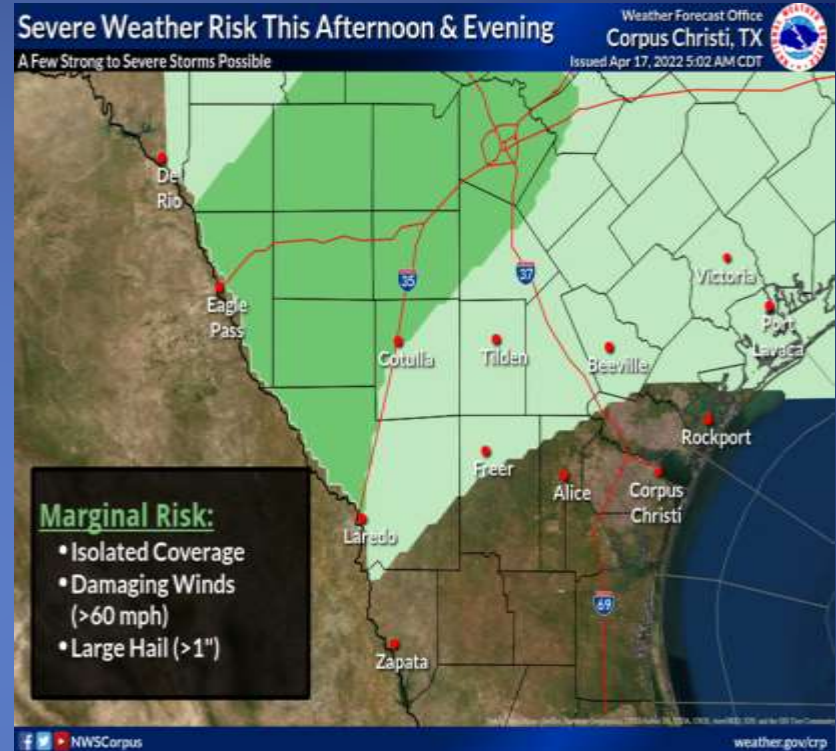 Severe Weather Risk This Afternoon & Evening
A Few Strong to Severe Storms Possible
Weather Forecast Office
Corpus Christi, TX
Issued Apr 17, 2022 5:02 AM CDT
Del
Rio
Eagle
Pass
35
37
Victoria
Port
Lavaca
Cotulla
Tilden
Beeville
Rockport
Freer
Alice
Corpus
Christi
Laredo
69
Zapata
Marginal Risk:
•Isolated Coverage
•Damaging Winds
(>60 mph)
•Large Hail (>1")
NWSCorpus
weather.gov/crp